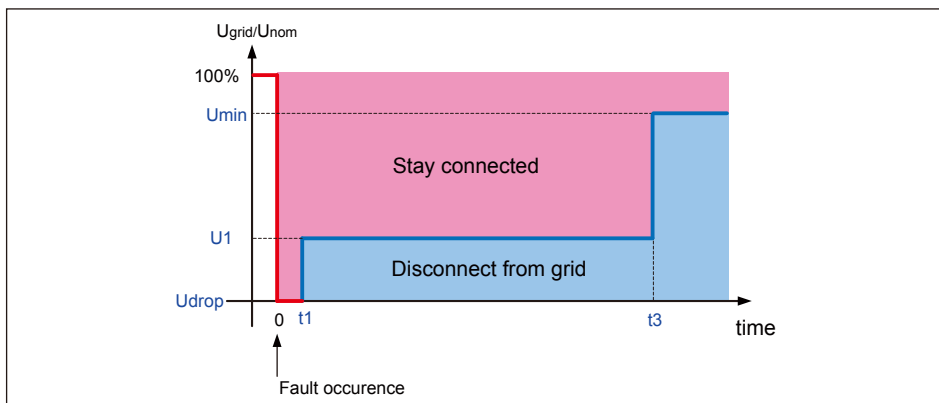 Ugrid/Unom
100%
Umin
Stay connected
U1
Disconnect from grid
Udrop
0
t1
t3
time
Fault occurence